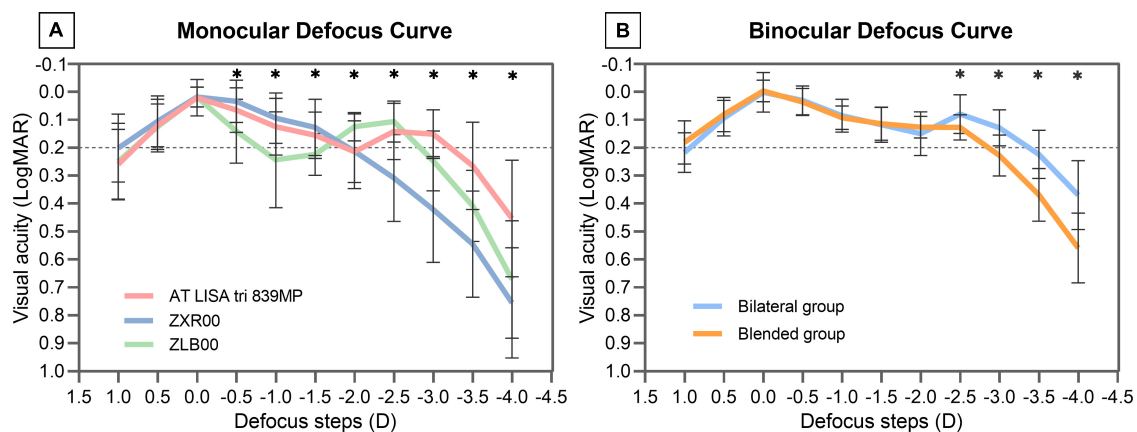 A
Monocular Defocus Curve
-0.1
0.0
0.1
0.2
0.3
0.4
0.5
0.6
0.7
0.8
0.9
1.0
Visual acuity (LogMAR)
* * * * * * * *
AT LISA tri 839MP
ZXR00
ZLB00
1.5 1.0 0.5 0.0 -0.5 -1.0 -1.5 -2.0 -2.5 -3.0 -3.5 -4.0 -4.5
Defocus steps (D)
B
Binocular Defocus Curve
-0.1
0.0
0.1
0.2
0.3
0.4
0.5
0.6
0.7
0.8
0.9
1.0
Visual acuity (LogMAR)
* * * *
Bilateral group
Blended group
1.5 1.0 0.5 0.0 -0.5 -1.0 -1.5 -2.0 -2.5 -3.0 -3.5 -4.0 -4.5
Defocus steps (D)